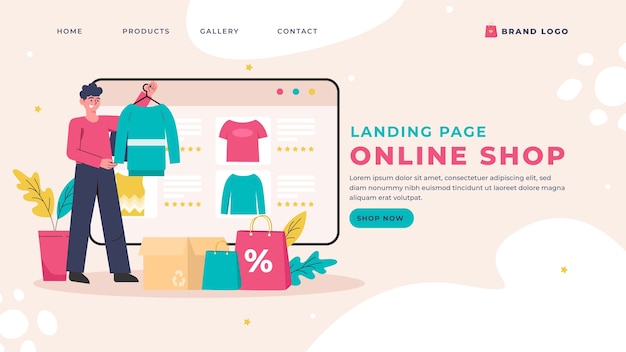 HOME PRODUCTS GALLERY CONTACT BRAND LOGO
LANDING PAGE
ONLINE SHOP
Lorem ipsum dolor sit amet, consectetuer adipiscing elit, sed
diam nonummy nibh euismod tincidunt ut laoreet dolore
magna aliquam erat volutpat.
SHOP NOW
%